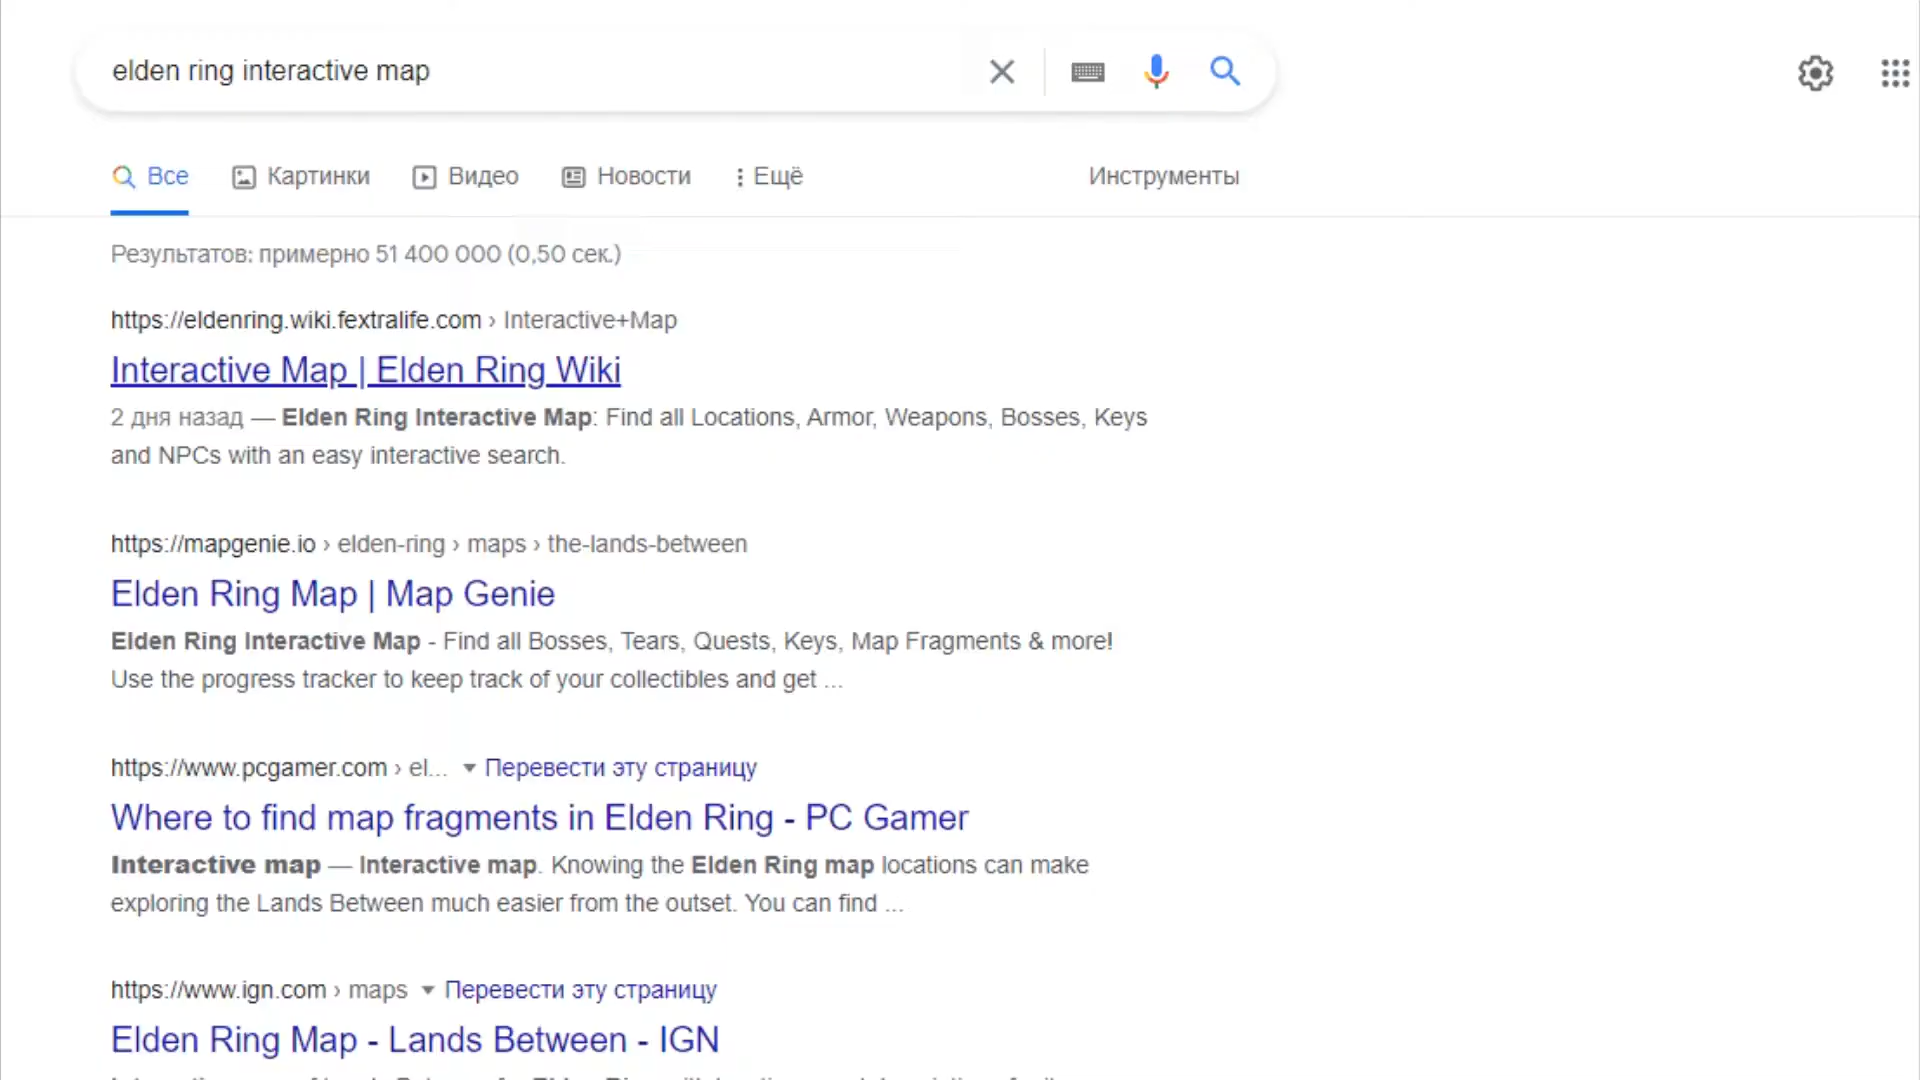 elden ring interactive map
Все Картинки Видео Новости Ещё Инструменты
Результатов: примерно 51 400 000 (0,50 сек.)
https://eldenring.wiki.fextralife.com › Interactive+Map
Interactive Map | Elden Ring Wiki
2 дня назад — Elden Ring Interactive Map: Find all Locations, Armor, Weapons, Bosses, Keys
and NPCs with an easy interactive search.
https://mapgenie.io › elden-ring › maps › the-lands-between
Elden Ring Map | Map Genie
Elden Ring Interactive Map - Find all Bosses, Tears, Quests, Keys, Map Fragments & more!
Use the progress tracker to keep track of your collectibles and get ...
https://www.pcgamer.com › el... Перевести эту страницу
Where to find map fragments in Elden Ring - PC Gamer
Interactive map — Interactive map. Knowing the Elden Ring map locations can make
exploring the Lands Between much easier from the outset. You can find ...
https://www.ign.com › maps Перевести эту страницу
Elden Ring Map - Lands Between - IGN